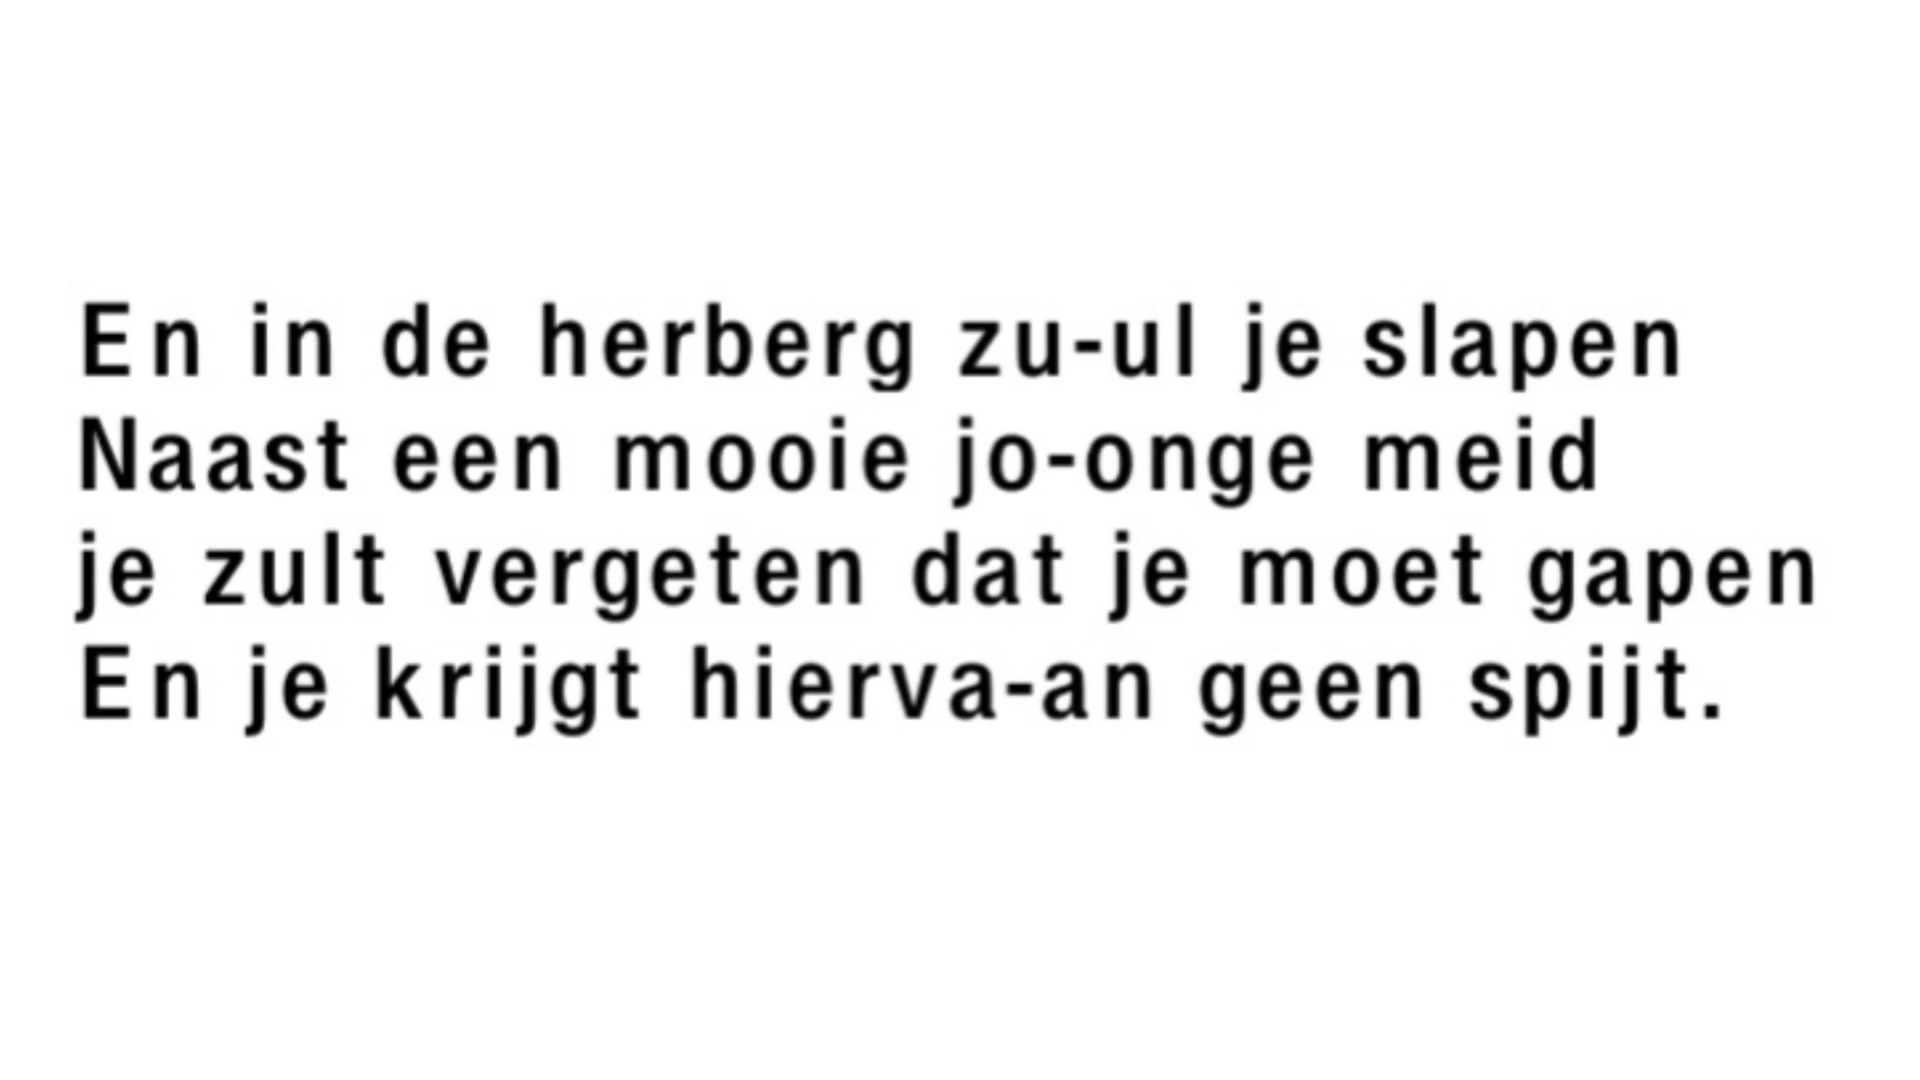 En in de herberg zu-ul je slapen
Naast een mooie jo-onge meid
je zult vergeten dat je moet gapen
En je krijgt hierva-an geen spijt.